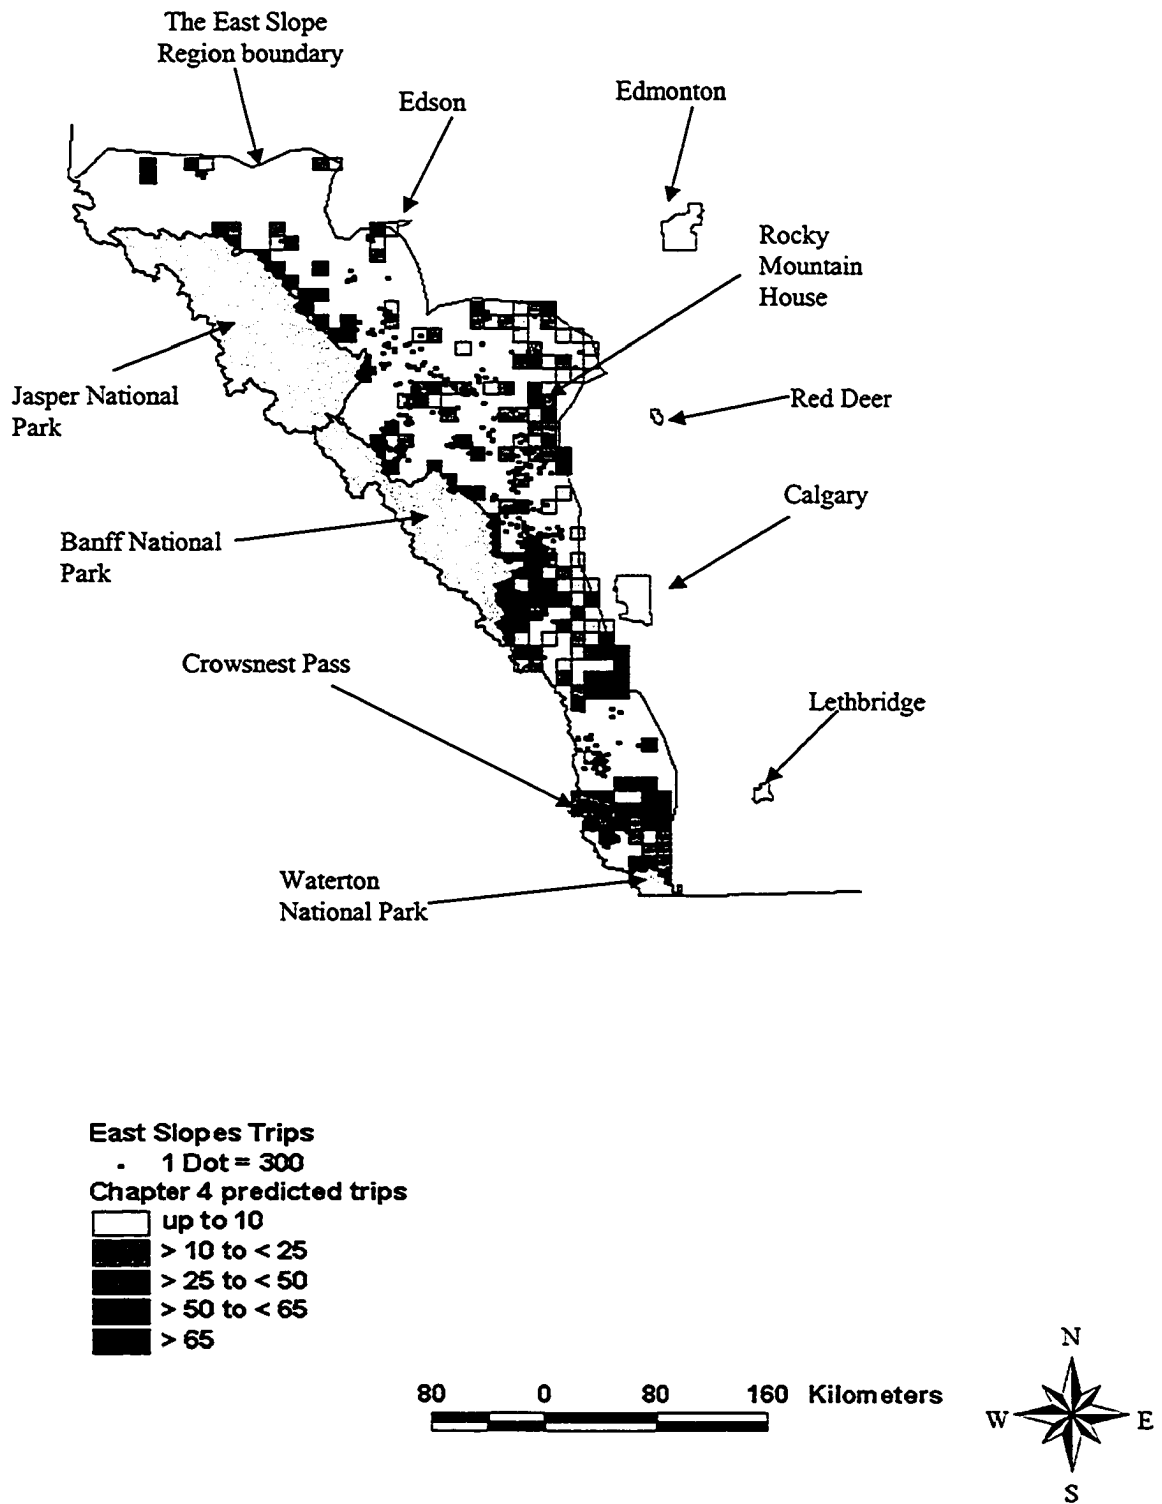 The East Slope
Region boundary
Edson
Edmonton
Rocky
Mountain
House
Jasper National
Park
Red Deer
Calgary
Banff National
Park
Crowsnest Pass
Lethbridge
Waterton
National Park
East Slopes Trips
1 Dot = 300
Chapter 4 predicted trips
up to 10
> 10 to < 25
> 25 to < 50
> 50 to < 65
> 65
80 0 80 160 Kilometers
N
W E
S